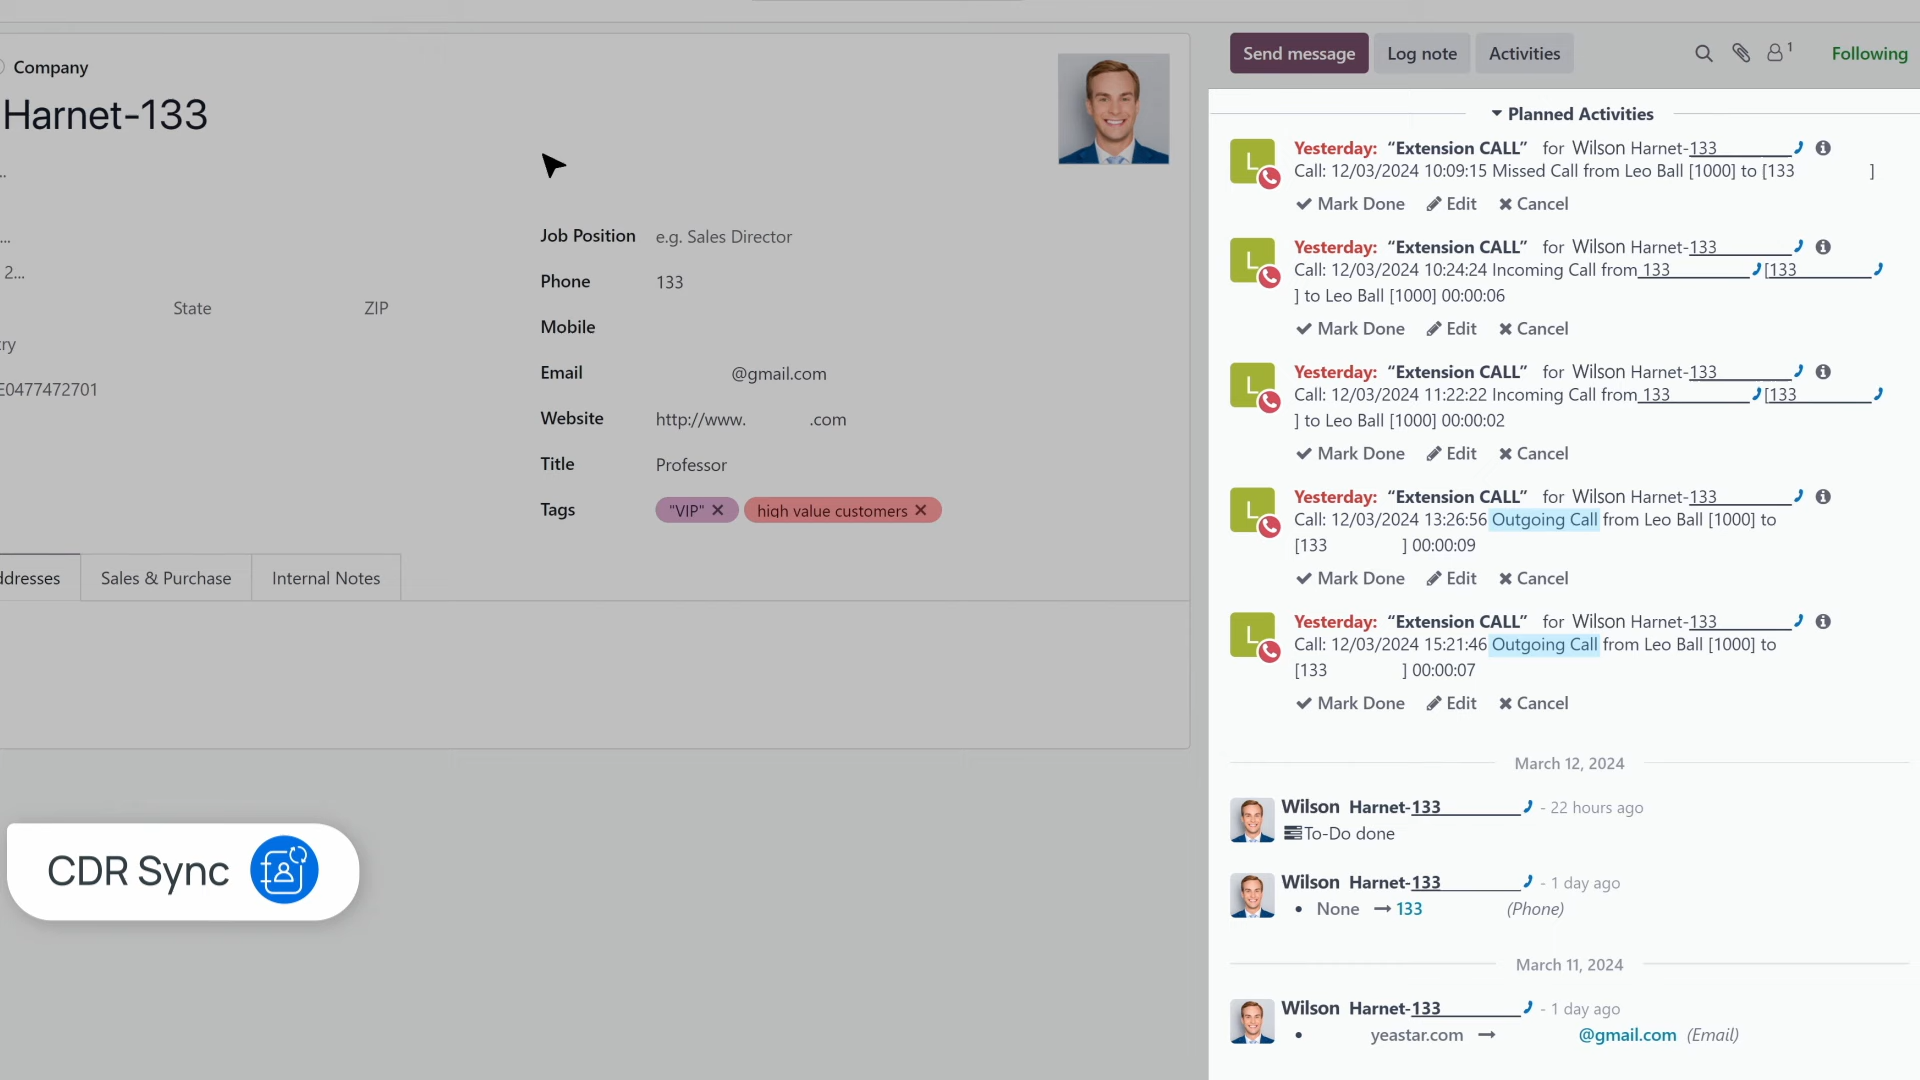 Company
Harnet-133
...
...
2...
State ZIP
ry
E0477472701
Job Position e.g. Sales Director
Phone 133
Mobile
Email @gmail.com
Website http://www. .com
Title Professor
Tags "VIP" ✕ high value customers ✕
ddresses Sales & Purchase Internal Notes
CDR Sync
Send message Log note Activities 1 Following
Planned Activities
L Yesterday: “Extension CALL” for Wilson Harnet-133
Call: 12/03/2024 10:09:15 Missed Call from Leo Ball [1000] to [133 ]
Mark Done Edit Cancel
L Yesterday: “Extension CALL” for Wilson Harnet-133
Call: 12/03/2024 10:24:24 Incoming Call from 133 [133
] to Leo Ball [1000] 00:00:06
Mark Done Edit Cancel
L Yesterday: “Extension CALL” for Wilson Harnet-133
Call: 12/03/2024 11:22:22 Incoming Call from 133 [133
] to Leo Ball [1000] 00:00:02
Mark Done Edit Cancel
L Yesterday: “Extension CALL” for Wilson Harnet-133
Call: 12/03/2024 13:26:56 Outgoing Call from Leo Ball [1000] to
[133 ] 00:00:09
Mark Done Edit Cancel
L Yesterday: “Extension CALL” for Wilson Harnet-133
Call: 12/03/2024 15:21:46 Outgoing Call from Leo Ball [1000] to
[133 ] 00:00:07
Mark Done Edit Cancel
March 12, 2024
Wilson Harnet-133 - 22 hours ago
To-Do done
Wilson Harnet-133 - 1 day ago
• None → 133 (Phone)
March 11, 2024
Wilson Harnet-133 - 1 day ago
• yeastar.com → @gmail.com (Email)